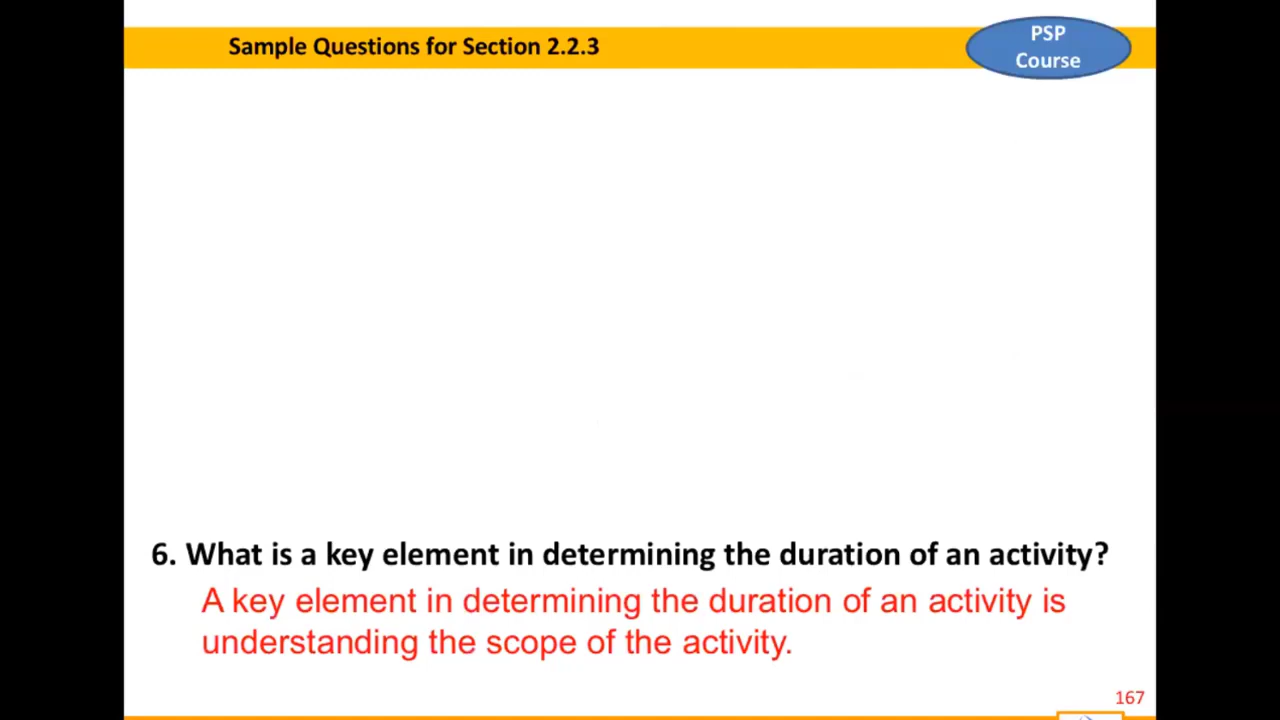 Sample Questions for Section 2.2.3
PSP
Course
6. What is a key element in determining the duration of an activity?
A key element in determining the duration of an activity is
understanding the scope of the activity.
167